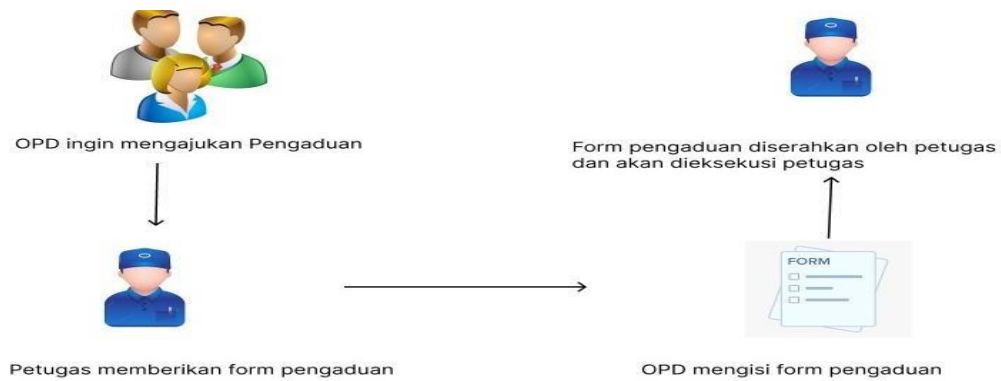 OPD ingin mengajukan Pengaduan
Petugas memberikan form pengaduan
FORM
OPD mengisi form pengaduan
Form pengaduan diserahkan oleh petugas
dan akan dieksekusi petugas